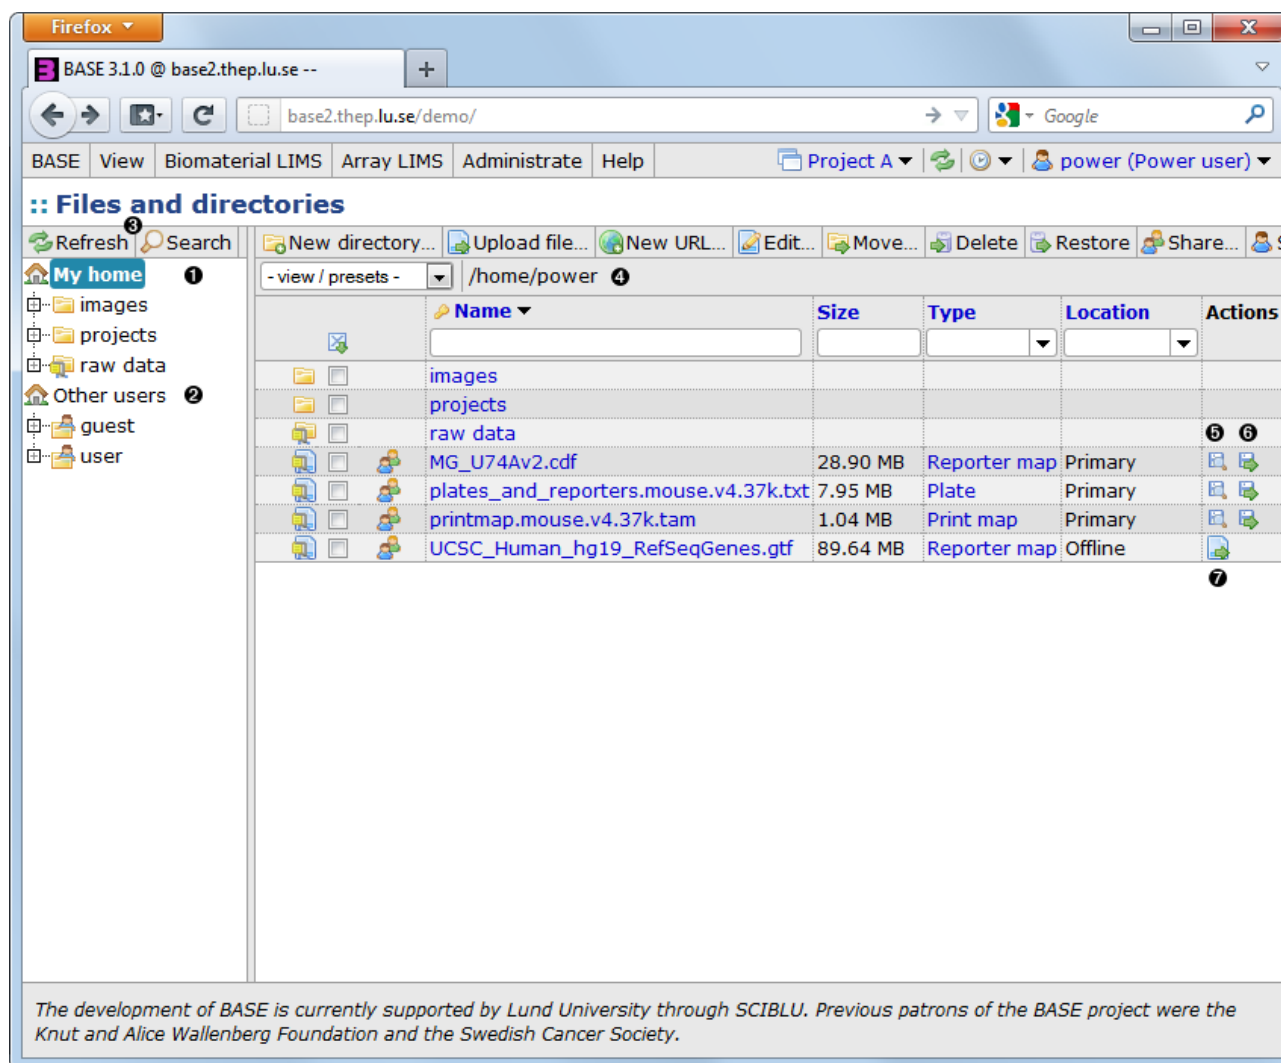 Firefox
BASE 3.1.0 @ base2.thep.lu.se --
base2.thep.lu.se/demo/
Google
BASE View Biomaterial LIMS Array LIMS Administrate Help Project A power (Power user)
:: Files and directories
❸
Refresh Search New directory... Upload file... New URL... Edit... Move... Delete Restore Share... S
My home ❶ - view / presets - /home/power ❹
images
projects
raw data
Other users ❷
guest
user
Name Size Type Location Actions
images
projects
raw data ❺ ❻
MG_U74Av2.cdf 28.90 MB Reporter map Primary
plates_and_reporters.mouse.v4.37k.txt 7.95 MB Plate Primary
printmap.mouse.v4.37k.tam 1.04 MB Print map Primary
UCSC_Human_hg19_RefSeqGenes.gtf 89.64 MB Reporter map Offline
❼
The development of BASE is currently supported by Lund University through SCIBLU. Previous patrons of the BASE project were the
Knut and Alice Wallenberg Foundation and the Swedish Cancer Society.